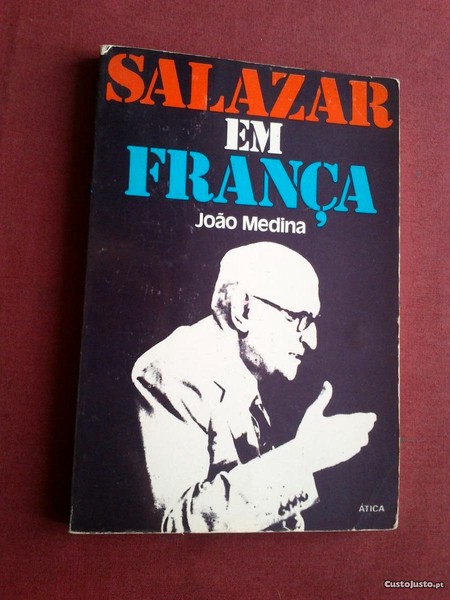 SALAZAR
EM
FRANÇA
João Medina
ÁTICA
CustoJusto.pt